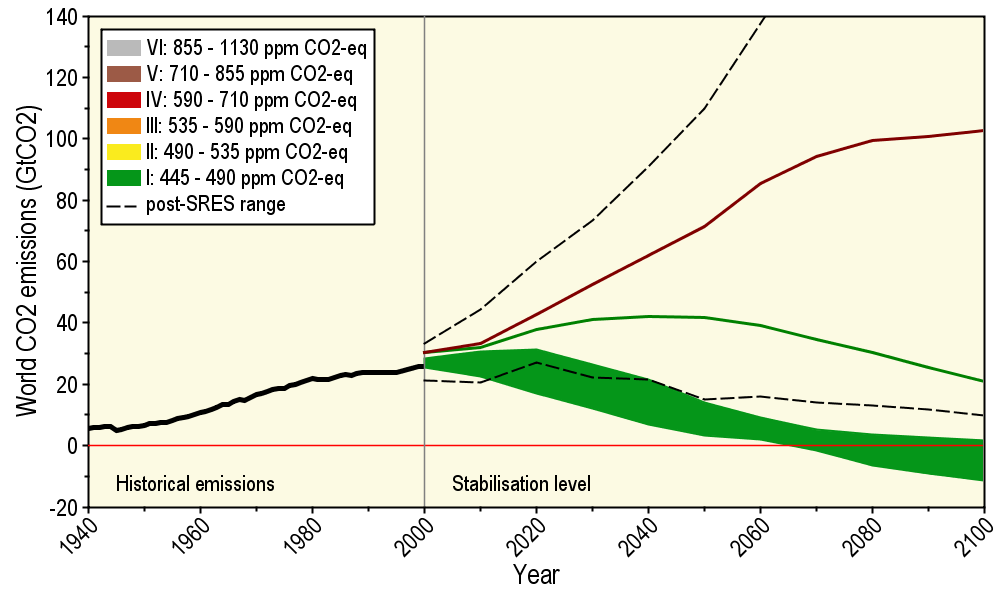 140
120
100
80
60
40
20
0
-20
World CO2 emissions (GtCO2)
VI: 855 - 1130 ppm CO2-eq
V: 710 - 855 ppm CO2-eq
IV: 590 - 710 ppm CO2-eq
III: 535 - 590 ppm CO2-eq
II: 490 - 535 ppm CO2-eq
I: 445 - 490 ppm CO2-eq
post-SRES range
Historical emissions
Stabilisation level
1940
1960
1980
2000
2020
2040
2060
2080
2100
Year